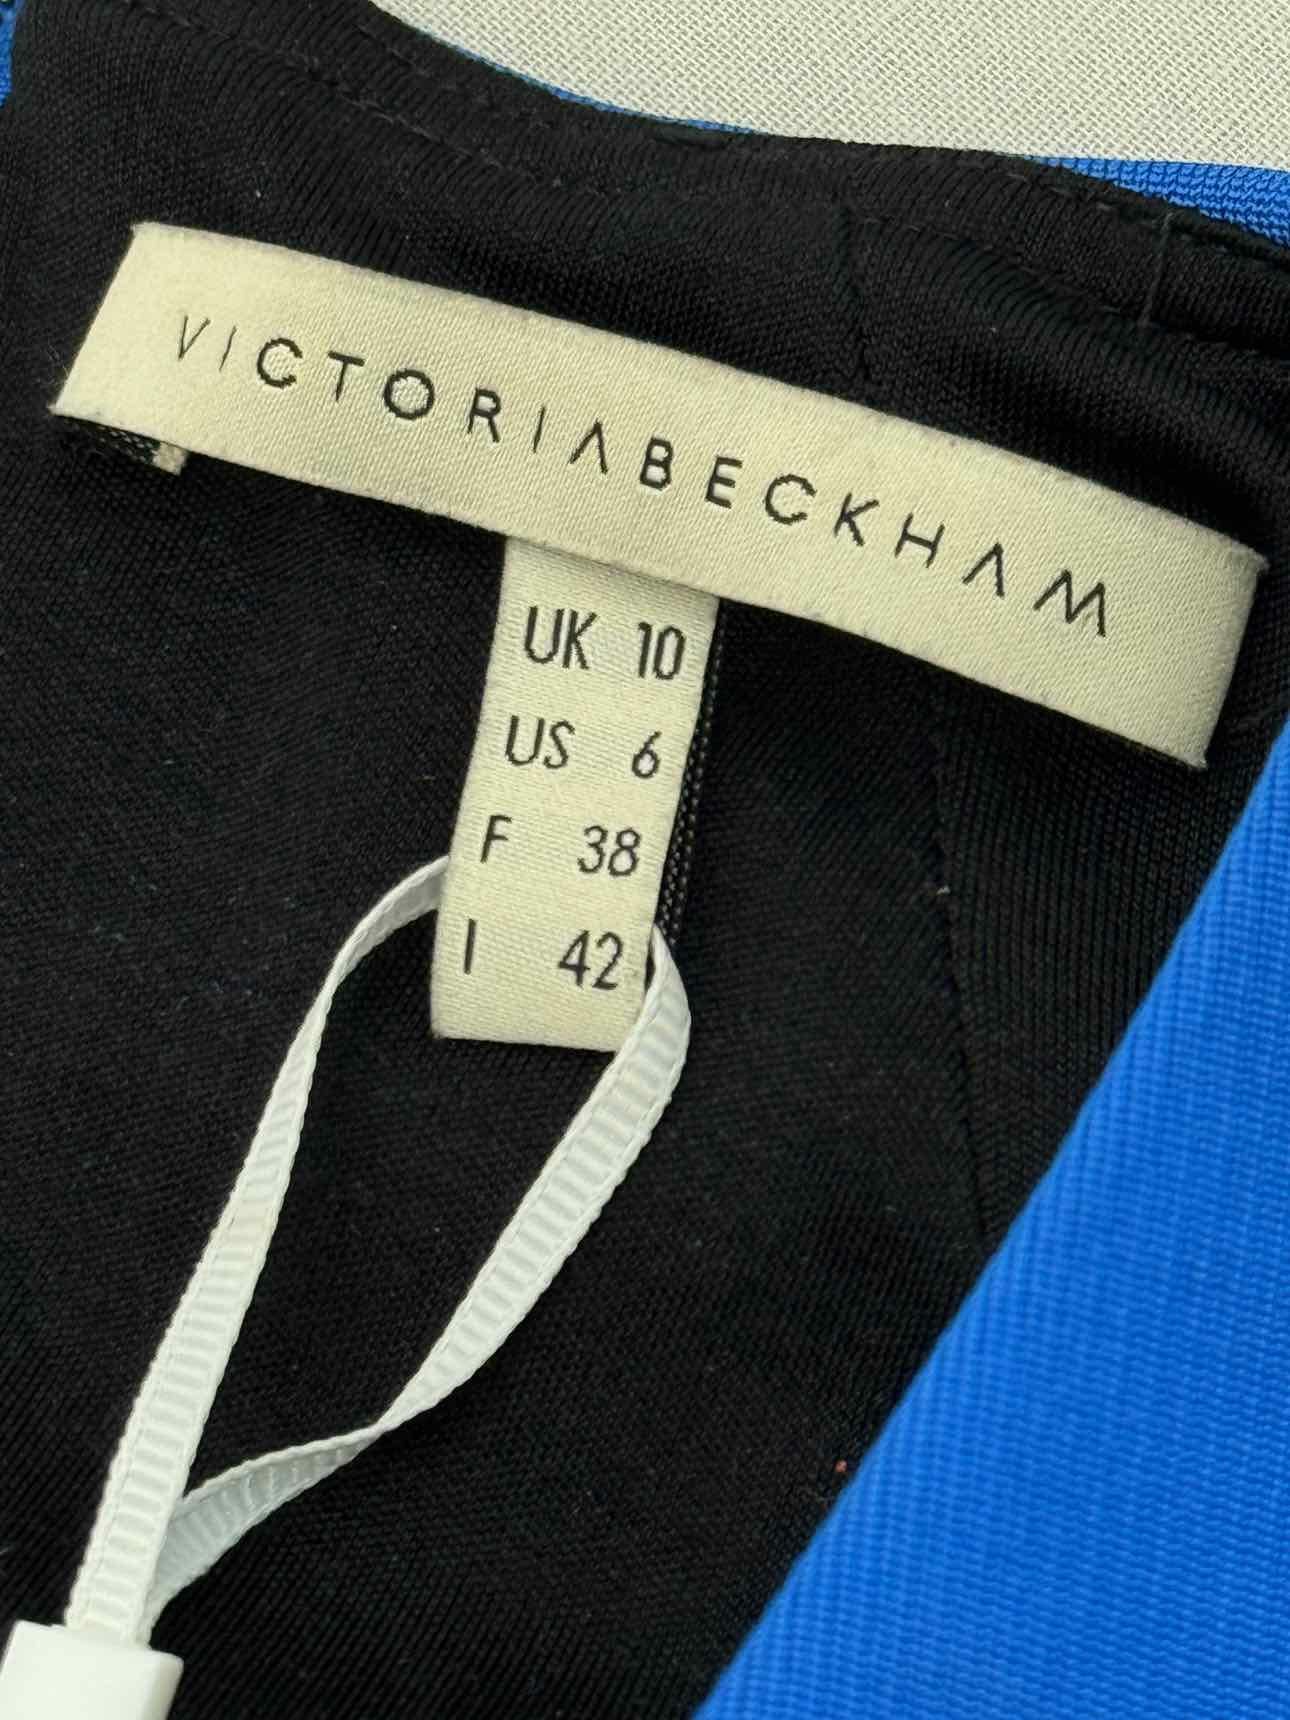 VICTORIABECKHAM
UK 10
US 6
F 38
I 42